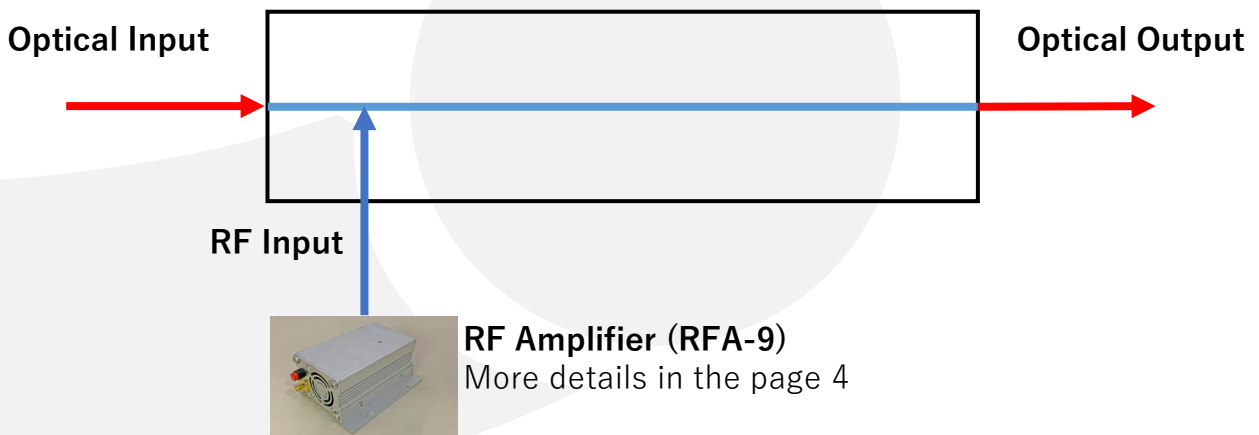 Optical Input
Optical Output
RF Input
RF Amplifier (RFA-9)
More details in the page 4